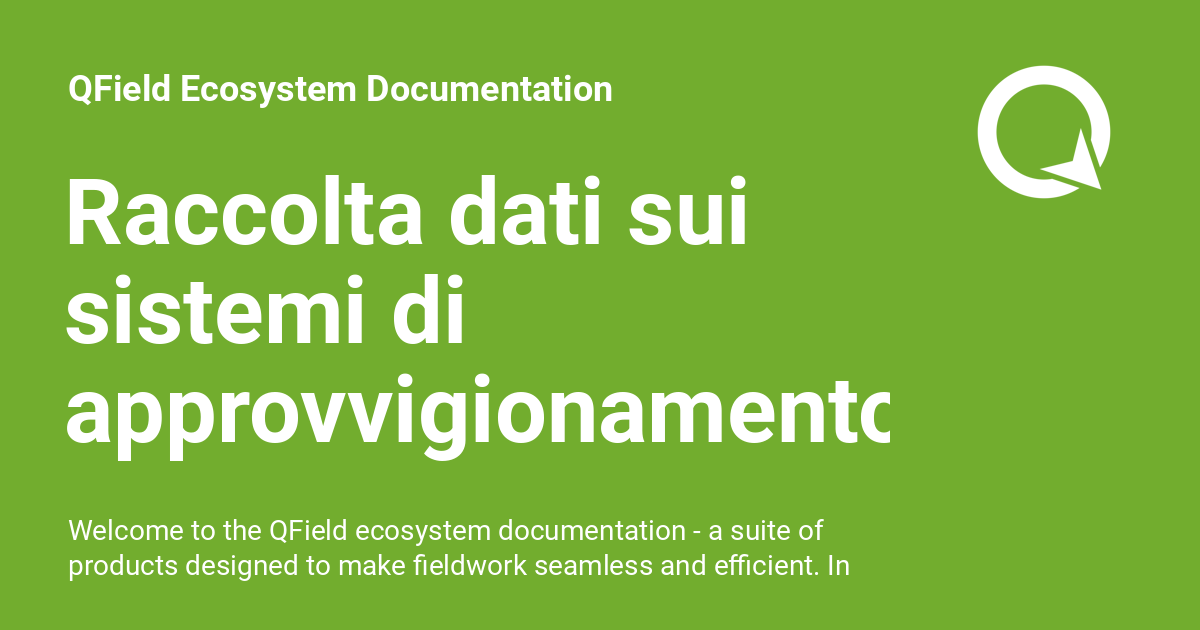 QField Ecosystem Documentation
Raccolta dati sui
sistemi di
approvvigionamento
Welcome to the QField ecosystem documentation - a suite of
products designed to make fieldwork seamless and efficient. In